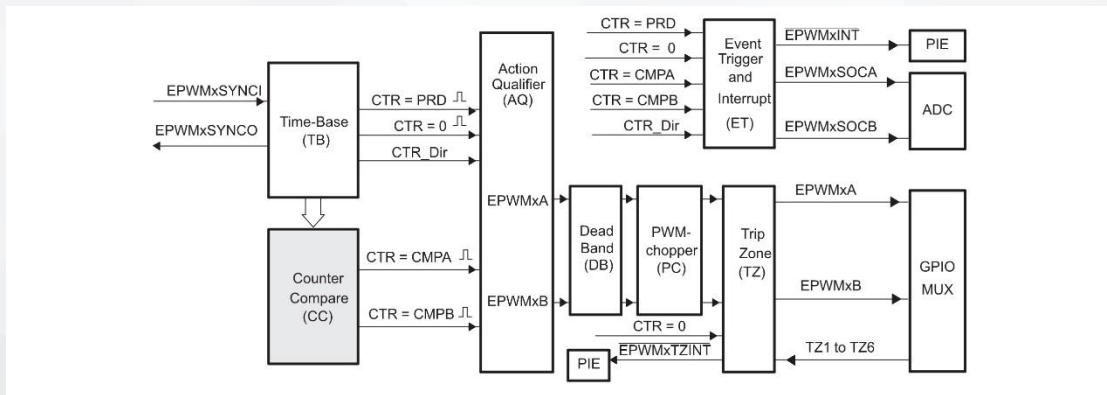 EPWMxSYNCI
EPWMxSYNCO
Time-Base
(TB)
CTR = PRD
CTR = 0
CTR_Dir
Counter
Compare
(CC)
CTR = CMPA
CTR = CMPB
Action
Qualifier
(AQ)
EPWMxA
EPWMxB
CTR = PRD
CTR = 0
CTR = CMPA
CTR = CMPB
CTR_Dir
Event
Trigger
and
Interrupt
(ET)
EPWMxINT
EPWMxSOCA
EPWMxSOCB
PIE
ADC
Dead
Band
(DB)
PWM-
chopper
(PC)
CTR = 0
EPWMxTZINT
PIE
Trip
Zone
(TZ)
EPWMxA
EPWMxB
TZ1 to TZ6
GPIO
MUX